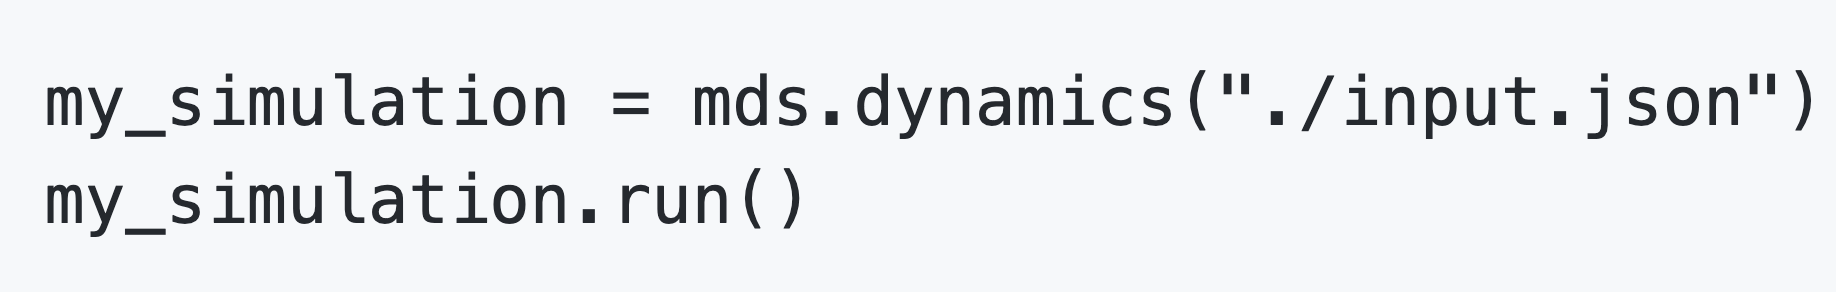 my_simulation = mds.dynamics("./input.json")
my_simulation.run()